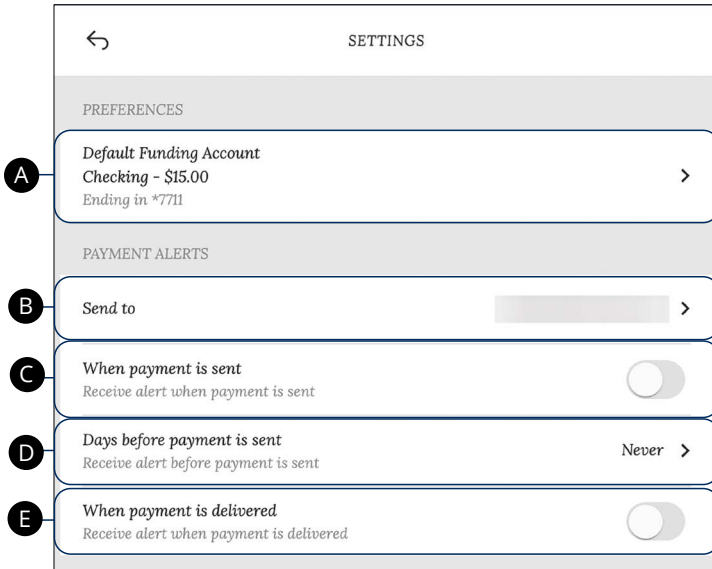 SETTINGS
PREFERENCES
A
Default Funding Account
Checking - $15.00
Ending in *7711
PAYMENT ALERTS
B
Send to
C
When payment is sent
Receive alert when payment is sent
D
Days before payment is sent
Never
Receive alert before payment is sent
E
When payment is delivered
Receive alert when payment is delivered